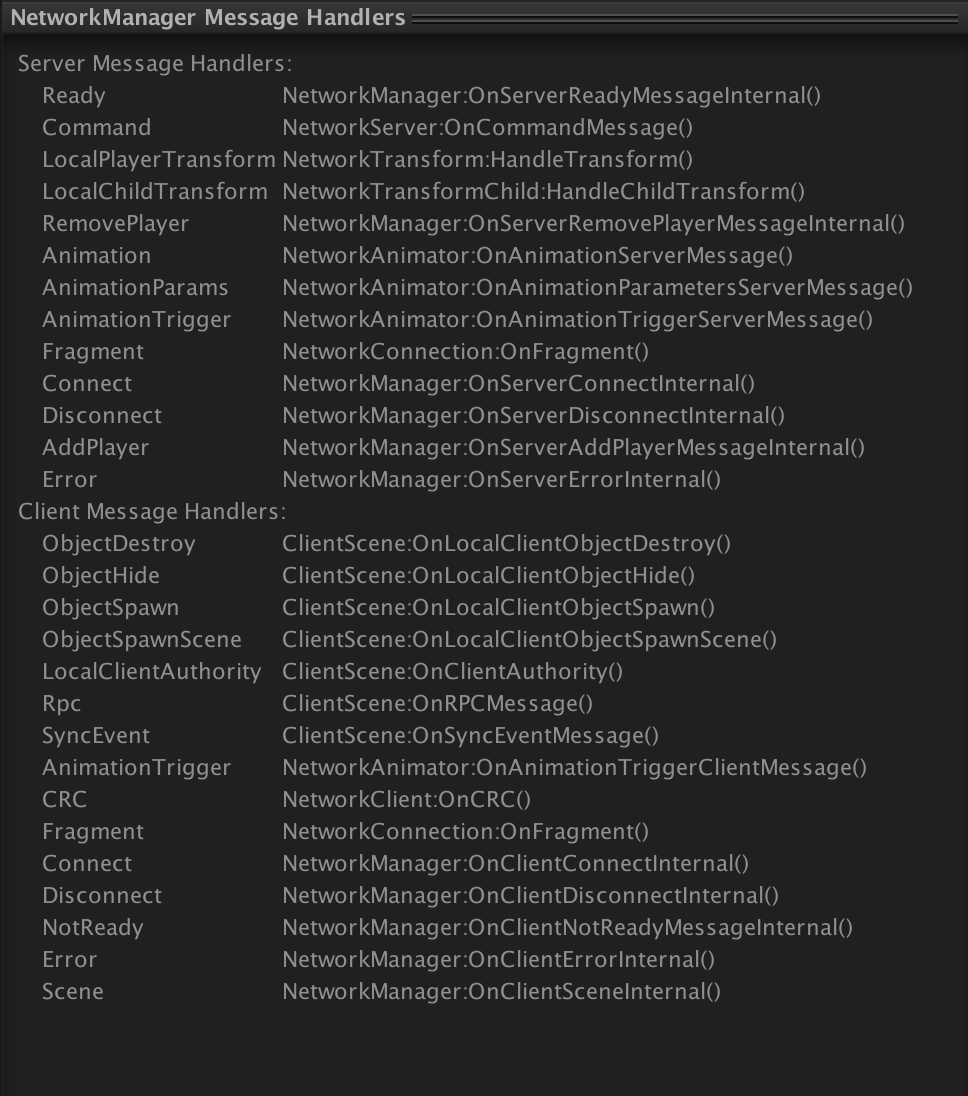 NetworkManager Message Handlers
Server Message Handlers:
Ready NetworkManager:OnServerReadyMessageInternal()
Command NetworkServer:OnCommandMessage()
LocalPlayerTransform NetworkTransform:HandleTransform()
LocalChildTransform NetworkTransformChild:HandleChildTransform()
RemovePlayer NetworkManager:OnServerRemovePlayerMessageInternal()
Animation NetworkAnimator:OnAnimationServerMessage()
AnimationParams NetworkAnimator:OnAnimationParametersServerMessage()
AnimationTrigger NetworkAnimator:OnAnimationTriggerServerMessage()
Fragment NetworkConnection:OnFragment()
Connect NetworkManager:OnServerConnectInternal()
Disconnect NetworkManager:OnServerDisconnectInternal()
AddPlayer NetworkManager:OnServerAddPlayerMessageInternal()
Error NetworkManager:OnServerErrorInternal()
Client Message Handlers:
ObjectDestroy ClientScene:OnLocalClientObjectDestroy()
ObjectHide ClientScene:OnLocalClientObjectHide()
ObjectSpawn ClientScene:OnLocalClientObjectSpawn()
ObjectSpawnScene ClientScene:OnLocalClientObjectSpawnScene()
LocalClientAuthority ClientScene:OnClientAuthority()
Rpc ClientScene:OnRPCMessage()
SyncEvent ClientScene:OnSyncEventMessage()
AnimationTrigger NetworkAnimator:OnAnimationTriggerClientMessage()
CRC NetworkClient:OnCRC()
Fragment NetworkConnection:OnFragment()
Connect NetworkManager:OnClientConnectInternal()
Disconnect NetworkManager:OnClientDisconnectInternal()
NotReady NetworkManager:OnClientNotReadyMessageInternal()
Error NetworkManager:OnClientErrorInternal()
Scene NetworkManager:OnClientSceneInternal()